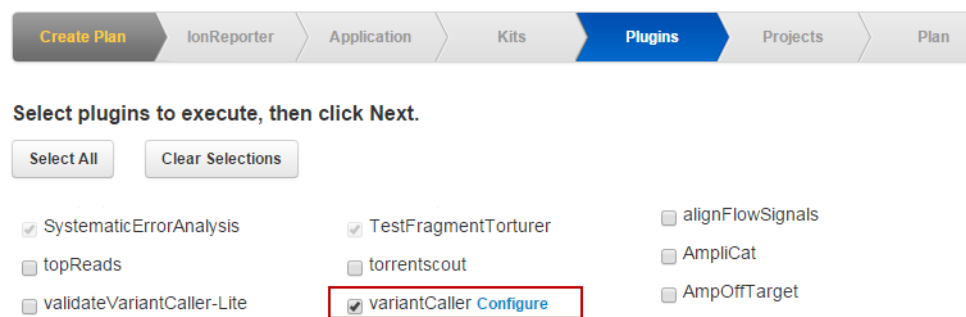 Create Plan IonReporter Application Kits Plugins Projects Plan
Select plugins to execute, then click Next.
Select All Clear Selections
SystematicErrorAnalysis TestFragmentTorturer alignFlowSignals
topReads torrentscout AmpliCat
validateVariantCaller-Lite variantCaller Configure AmpOffTarget